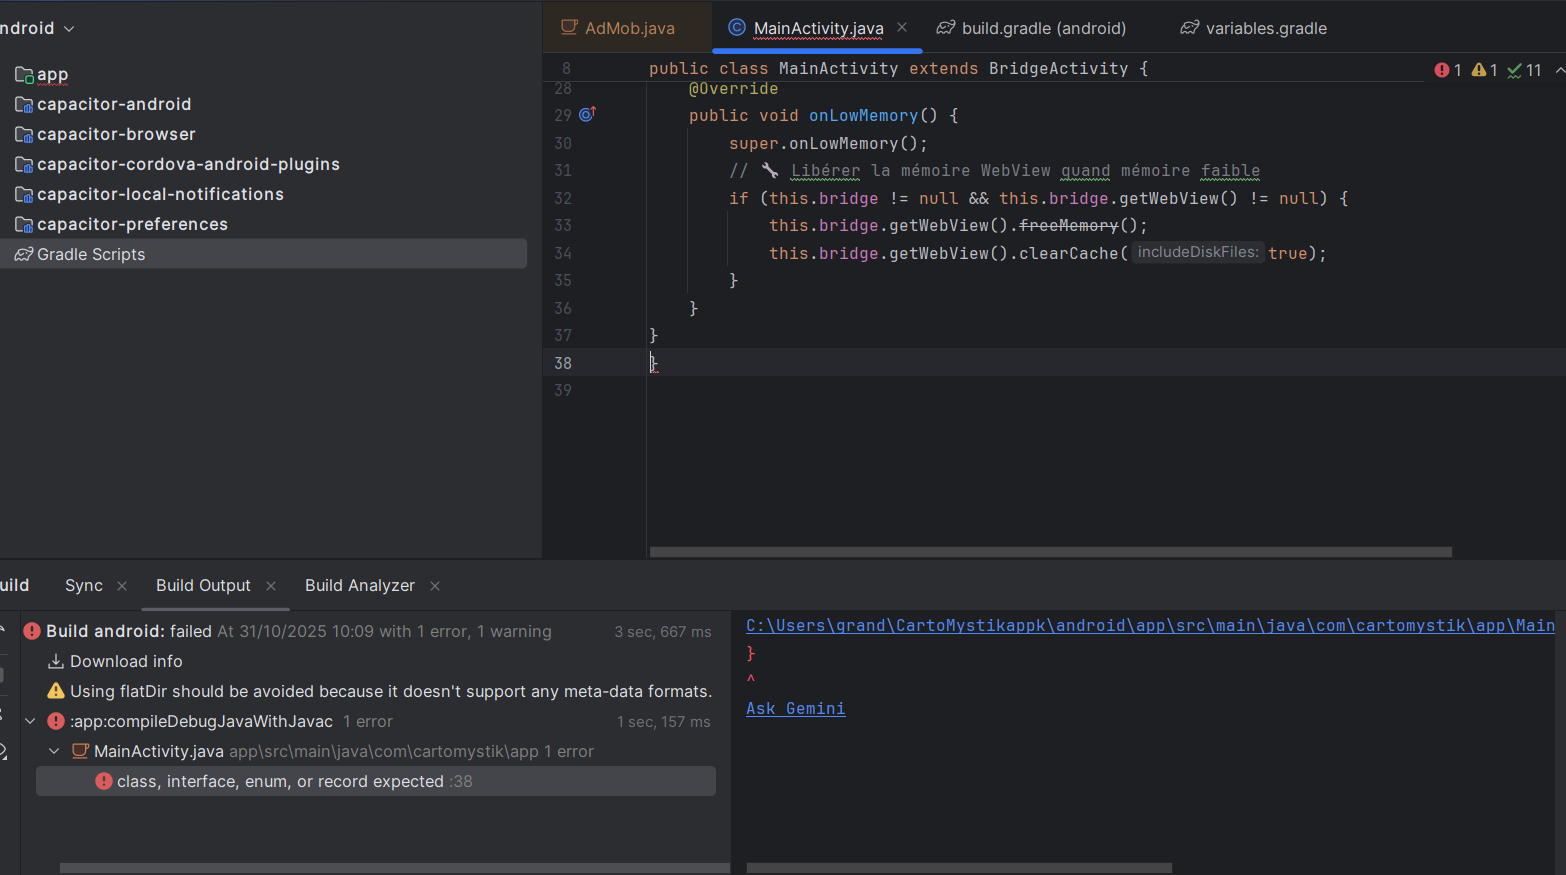 ndroid
app
capacitor-android
capacitor-browser
capacitor-cordova-android-plugins
capacitor-local-notifications
capacitor-preferences
Gradle Scripts
AdMob.java
MainActivity.java
build.gradle (android)
variables.gradle
8 public class MainActivity extends BridgeActivity {
1 1 11
28 @Override
29 public void onLowMemory() {
30 super.onLowMemory();
31 // 🔧 Libérer la mémoire WebView quand mémoire faible
32 if (this.bridge != null && this.bridge.getWebView() != null) {
33 this.bridge.getWebView().freeMemory();
34 this.bridge.getWebView().clearCache( includeDiskFiles: true);
35 }
36 }
37 }
38 }
39
uild Sync Build Output Build Analyzer
Build android: failed At 31/10/2025 10:09 with 1 error, 1 warning 3 sec, 667 ms
Download info
Using flatDir should be avoided because it doesn't support any meta-data formats.
:app:compileDebugJavaWithJavac 1 error 1 sec, 157 ms
MainActivity.java app\src\main\java\com\cartomystik\app 1 error
class, interface, enum, or record expected :38
C:\Users\grand\CartoMystikappk\android\app\src\main\java\com\cartomystik\app\Main
}
^
Ask Gemini